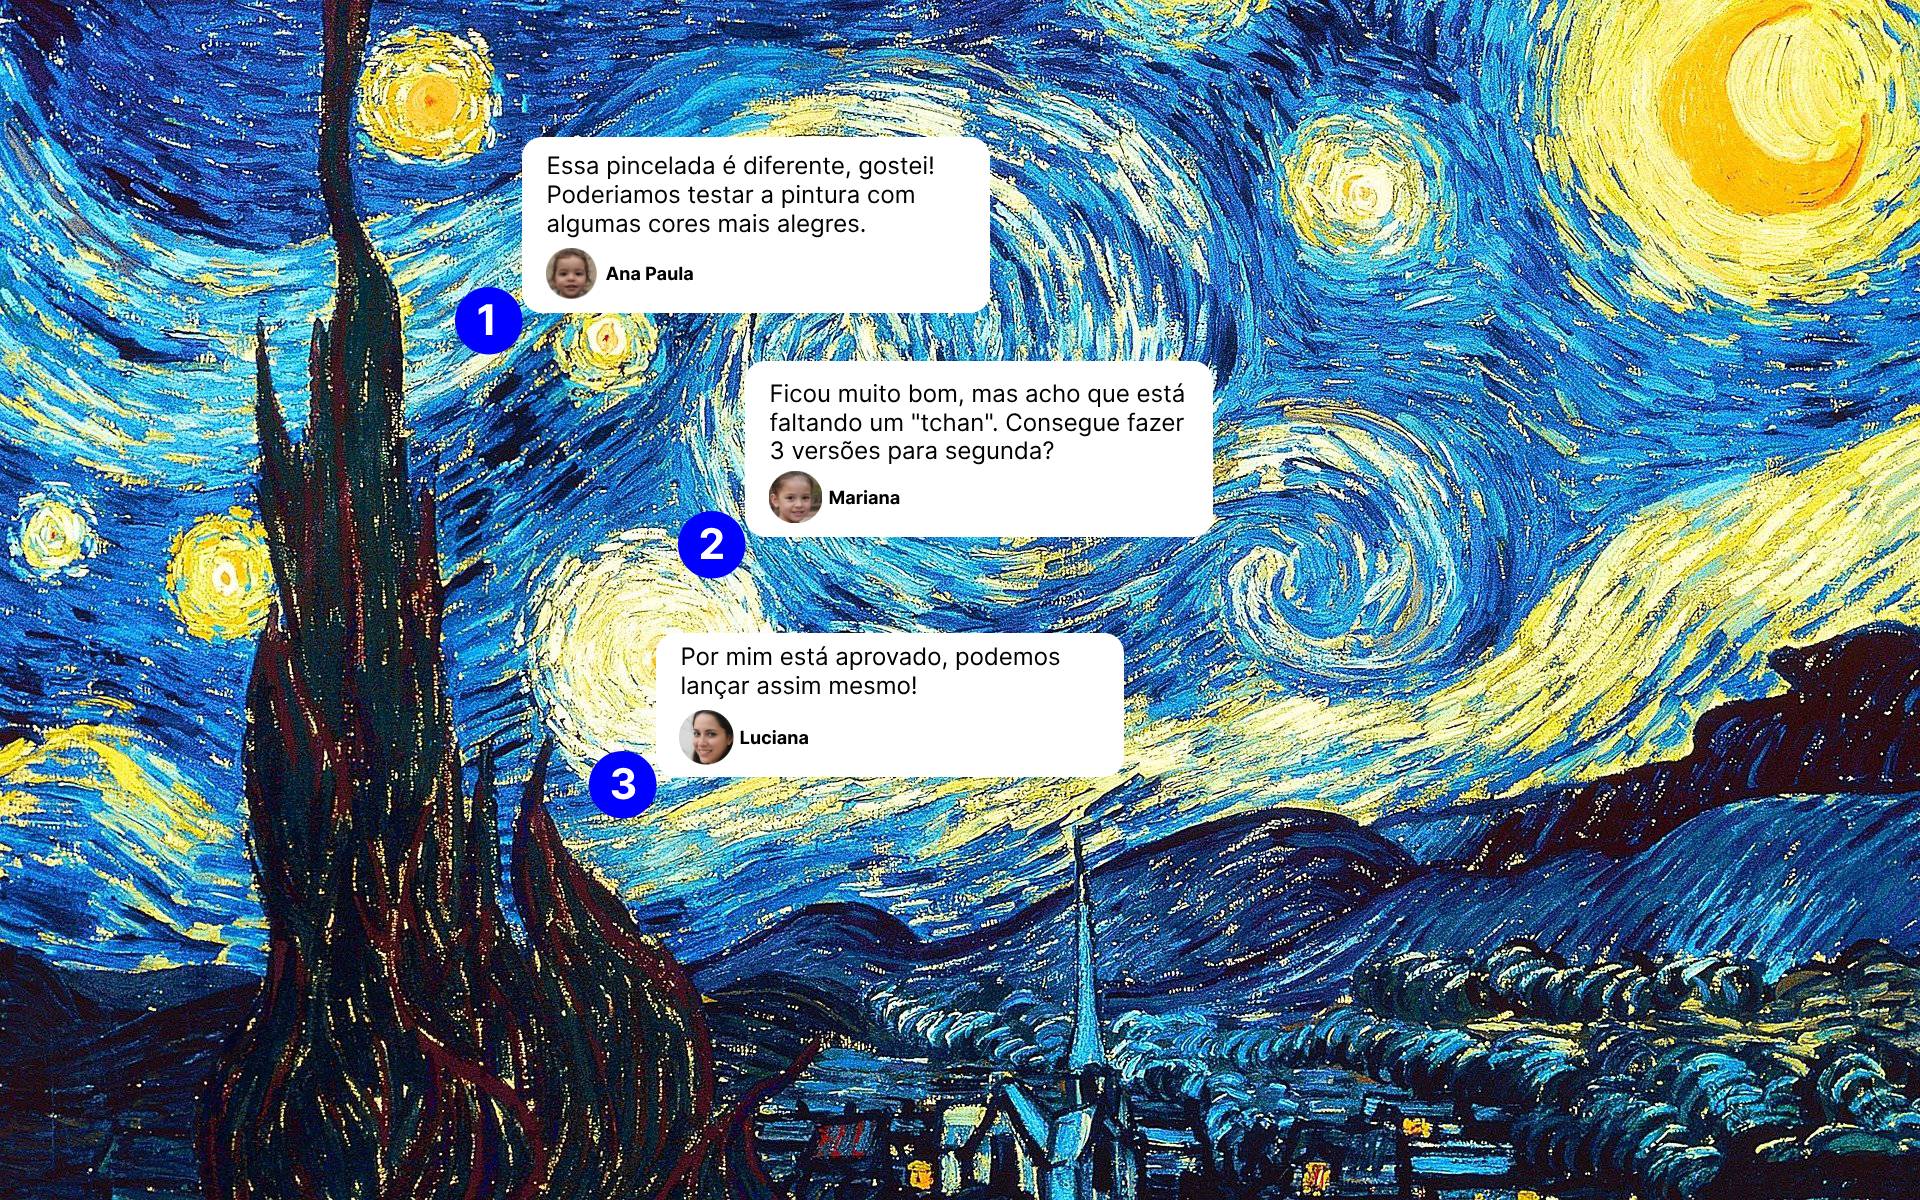 Essa pincelada é diferente, gostei!
Poderiamos testar a pintura com
algumas cores mais alegres.
Ana Paula
1
Ficou muito bom, mas acho que está
faltando um "tchan". Consegue fazer
3 versões para segunda?
Mariana
2
Por mim está aprovado, podemos
lançar assim mesmo!
Luciana
3